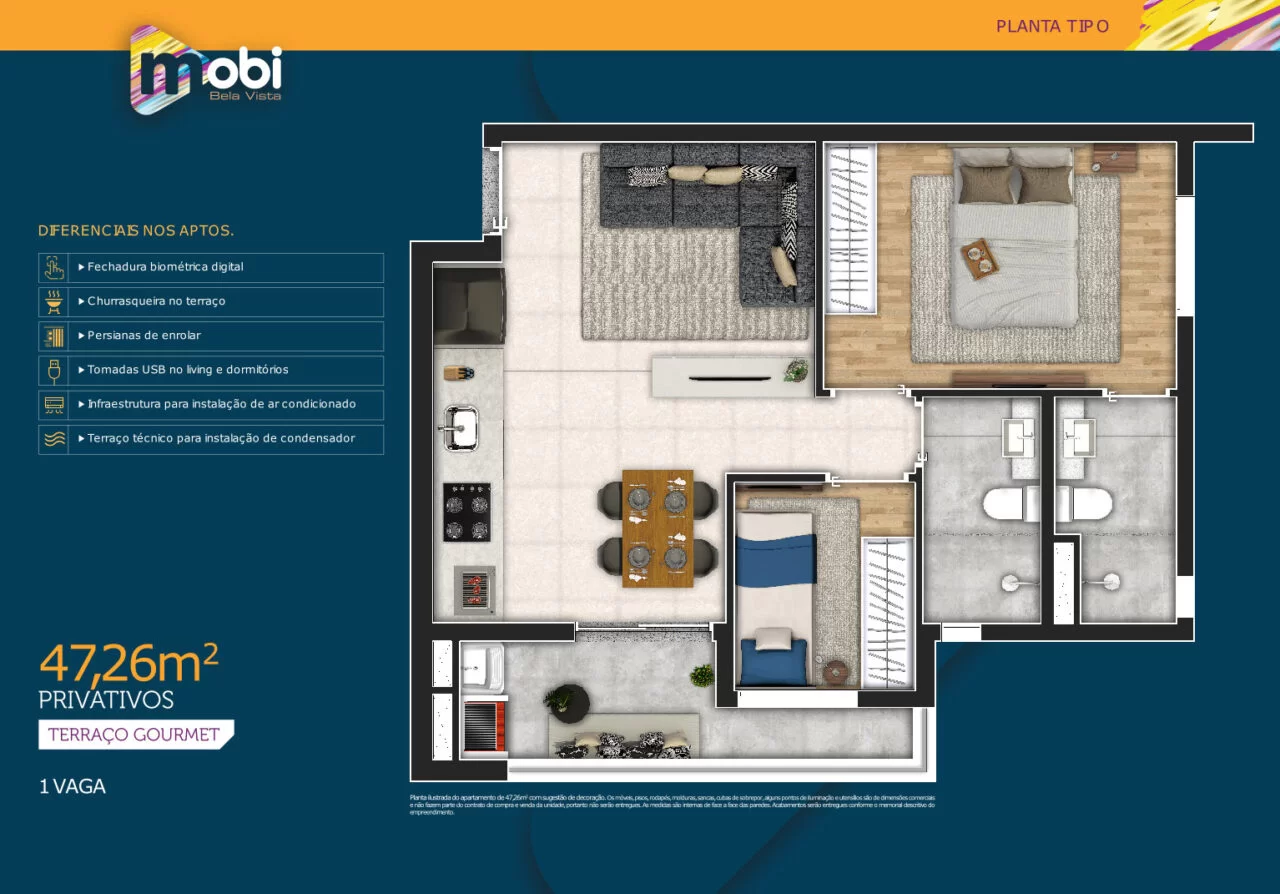 PLANTA TIPO
mobi
Bela Vista
DIFERENCIAIS NOS APTOS.
Fechadura biométrica digital
Churrasqueira no terraço
Persianas de enrolar
Tomadas USB no living e dormitórios
Infraestrutura para instalação de ar condicionado
Terraço técnico para instalação de condensador
47,26m²
PRIVATIVOS
TERRAÇO GOURMET
1 VAGA
Planta ilustrada do apartamento de 47,26m² com sugestão de decoração. Os móveis, pisos, rodapés, molduras, sancas, cubas de sobrepor, alguns pontos de iluminação e utensílios são de dimensões comerciais
e não fazem parte do contrato de compra e venda da unidade, portanto não serão entregues. As medidas são internas de face a face das paredes. Acabamentos serão entregues conforme o memorial descritivo do
empreendimento.